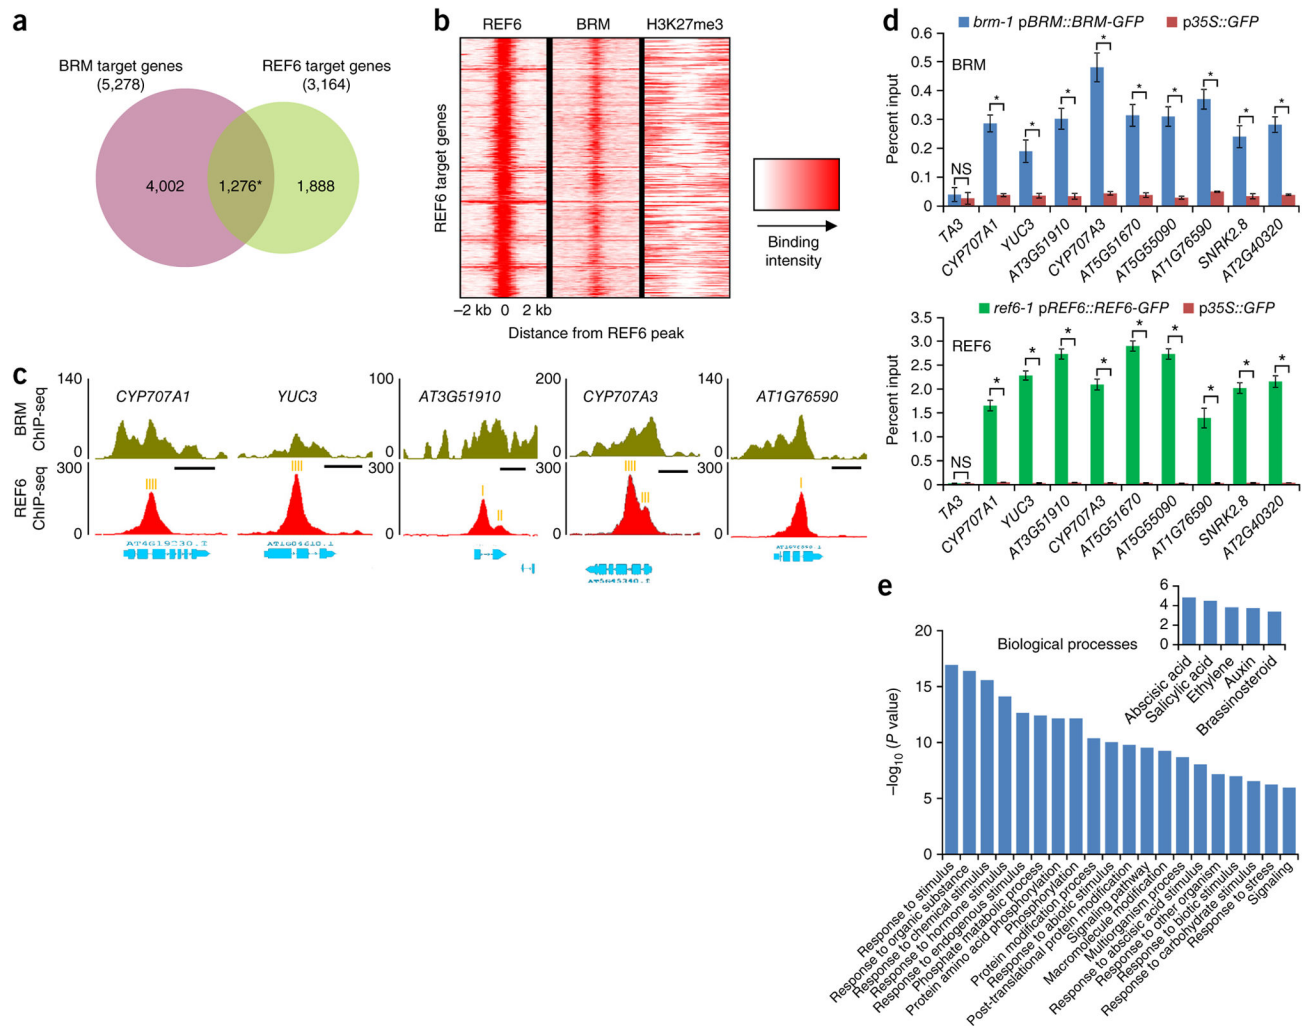 a
BRM target genes
(5,278)
REF6 target genes
(3,164)
4,002
1,276*
1,888
b
REF6
BRM
H3K27me3
REF6 target genes
–2 kb 0 2 kb
Distance from REF6 peak
Binding
intensity
c
BRM
ChIP-seq
REF6
ChIP-seq
140
0
300
0
CYP707A1
YUC3
100
0
300
0
AT3G51910
200
0
300
0
CYP707A3
140
0
300
0
AT1G76590
d
brm-1 pBRM::BRM-GFP
p35S::GFP
BRM
Percent input
0.6
0.5
0.4
0.3
0.2
0.1
0
NS
*
*
*
*
*
*
*
*
*
TA3
CYP707A1
YUC3
AT3G51910
CYP707A3
AT5G51670
AT5G55090
AT1G76590
SNRK2.8
AT2G40320
ref6-1 pREF6::REF6-GFP
p35S::GFP
REF6
Percent input
3.5
3.0
2.5
2.0
1.5
1.0
0.5
0
NS
*
*
*
*
*
*
*
*
*
TA3
CYP707A1
YUC3
AT3G51910
CYP707A3
AT5G51670
AT5G55090
AT1G76590
SNRK2.8
AT2G40320
e
Biological processes
–log10 (P value)
20
15
10
5
0
Response to stimulus
Response to organic substance
Response to chemical stimulus
Response to hormone stimulus
Response to endogenous stimulus
Phosphate metabolic process
Protein amino acid phosphorylation
Phosphorylation
Protein modification process
Response to abiotic stimulus
Post-translational protein modification
Signaling pathway
Macromolecule modification
Multiorganism process
Response to abscisic acid stimulus
Response to other organism
Response to biotic stimulus
Response to carbohydrate stimulus
Response to stress
Signaling
6
4
2
0
Abscisic acid
Salicylic acid
Ethylene
Auxin
Brassinosteroid